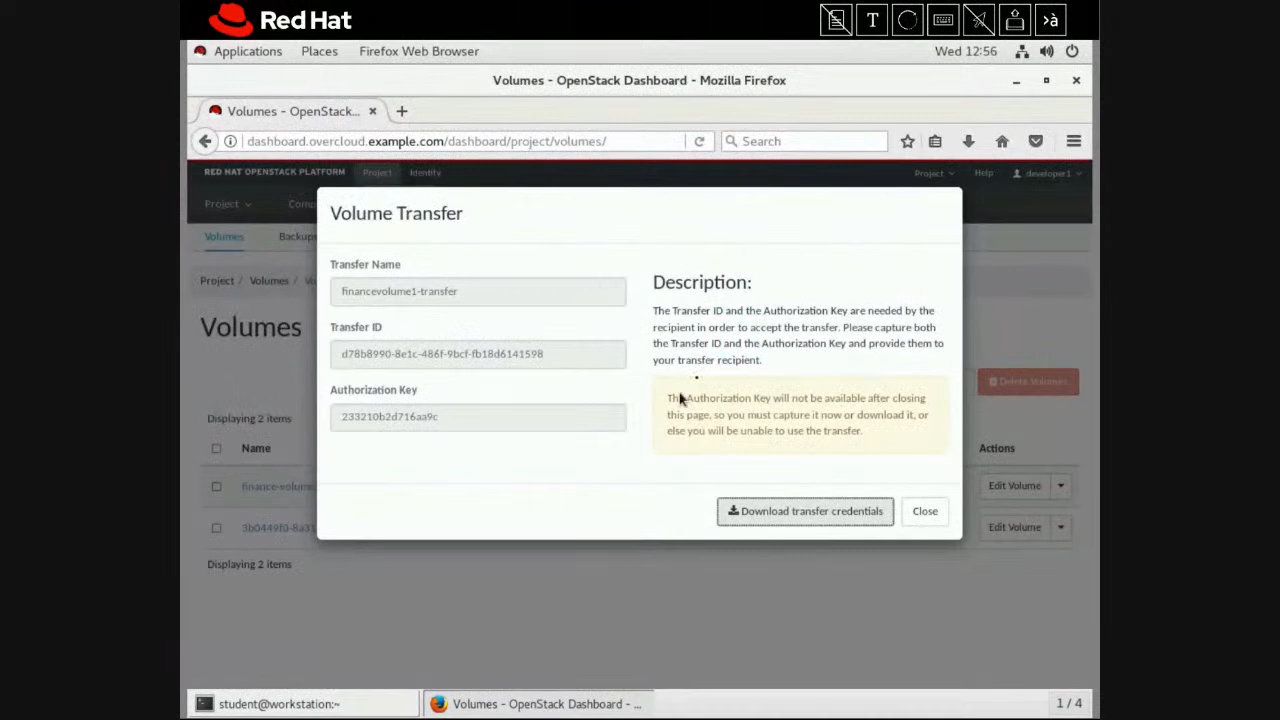 Red Hat
T
›à
Applications Places Firefox Web Browser Wed 12:56
Volumes - OpenStack Dashboard - Mozilla Firefox
Volumes - OpenStack...
dashboard.overcloud.example.com/dashboard/project/volumes/ Search
RED HAT OPENSTACK PLATFORM Project Identity Project Help developer1
Project
Volumes
Volume Transfer
Project / Volumes /
Volumes
Transfer Name
financevolume1-transfer
Transfer ID
d78b8990-8e1c-486f-9bcf-fb18d6141598
Authorization Key
233210b2d716aa9c
Description:
The Transfer ID and the Authorization Key are needed by the
recipient in order to accept the transfer. Please capture both
the Transfer ID and the Authorization Key and provide them to
your transfer recipient.
The Authorization Key will not be available after closing
this page, so you must capture it now or download it, or
else you will be unable to use the transfer.
Download transfer credentials Close
Delete Volumes
Displaying 2 items
Name Actions
finance-volume Edit Volume
3b0449f0-8a31 Edit Volume
Displaying 2 items
student@workstation:~ Volumes - OpenStack Dashboard - ... 1 / 4